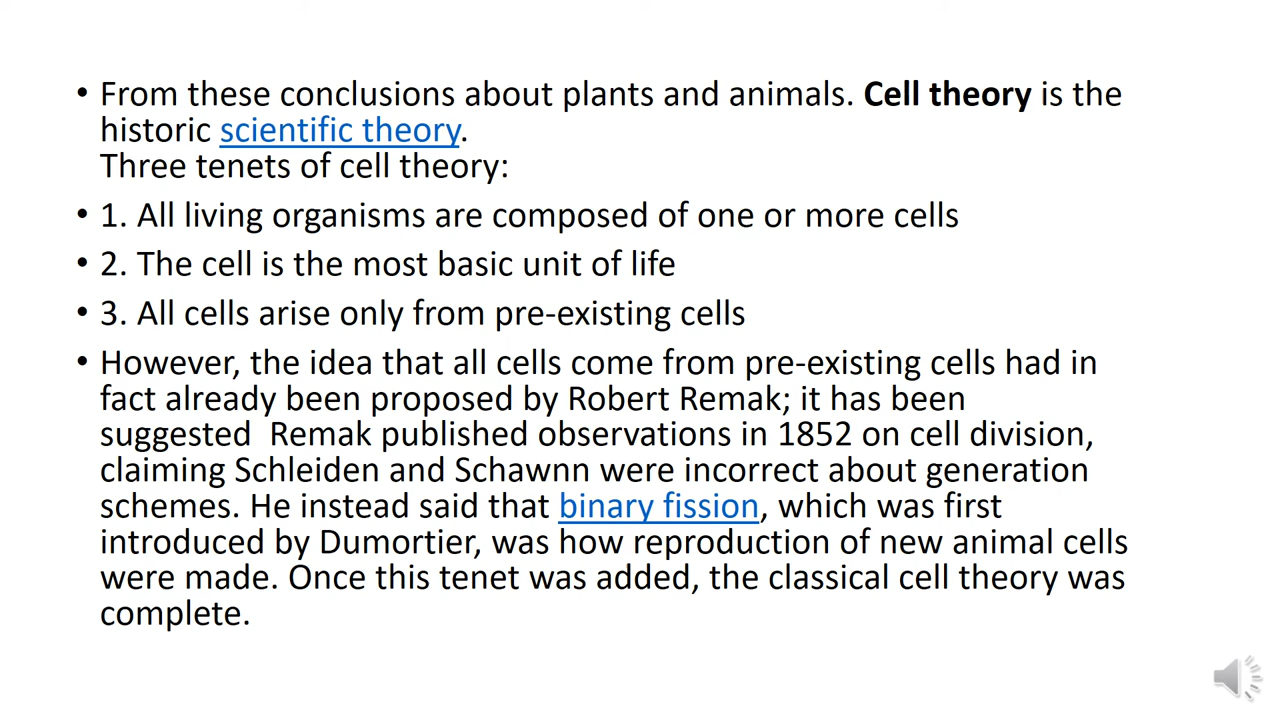 • From these conclusions about plants and animals. Cell theory is the
historic scientific theory.
Three tenets of cell theory:
• 1. All living organisms are composed of one or more cells
• 2. The cell is the most basic unit of life
• 3. All cells arise only from pre-existing cells
• However, the idea that all cells come from pre-existing cells had in
fact already been proposed by Robert Remak; it has been
suggested  Remak published observations in 1852 on cell division,
claiming Schleiden and Schawnn were incorrect about generation
schemes. He instead said that binary fission, which was first
introduced by Dumortier, was how reproduction of new animal cells
were made. Once this tenet was added, the classical cell theory was
complete.